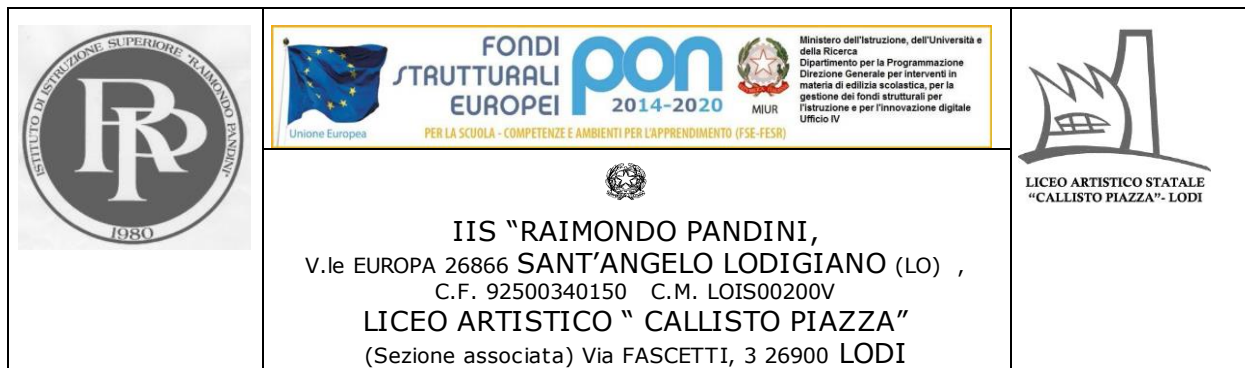 ISTITUTO DI ISTRUZIONE SUPERIORE "RAIMONDO PANDINI"
1980
Unione Europea
FONDI
STRUTTURALI
EUROPEI
pon
2014-2020
MIUR
Ministero dell'Istruzione, dell'Università e
della Ricerca
Dipartimento per la Programmazione
Direzione Generale per interventi in
materia di edilizia scolastica, per la
gestione dei fondi strutturali per
l'istruzione e per l'innovazione digitale
Ufficio IV
PER LA SCUOLA - COMPETENZE E AMBIENTI PER L'APPRENDIMENTO (FSE-FESR)
IIS “RAIMONDO PANDINI,
V.le EUROPA 26866 SANT’ANGELO LODIGIANO (LO) ,
C.F. 92500340150 C.M. LOIS00200V
LICEO ARTISTICO “ CALLISTO PIAZZA”
(Sezione associata) Via FASCETTI, 3 26900 LODI
LICEO ARTISTICO STATALE
“CALLISTO PIAZZA”- LODI